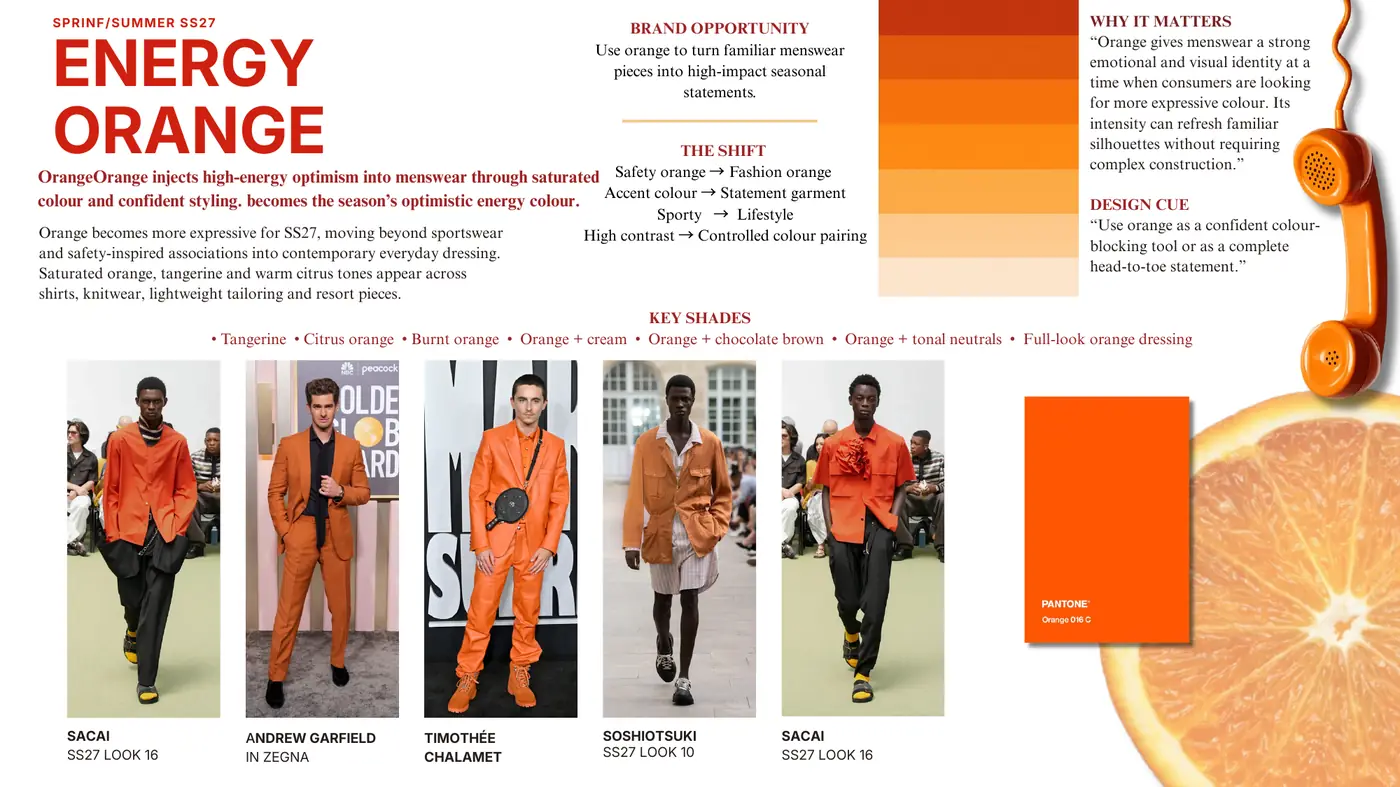 SPRINF/SUMMER SS27
ENERGY
ORANGE
OrangeOrange injects high-energy optimism into menswear through saturated
colour and confident styling. becomes the season's optimistic energy colour.
Orange becomes more expressive for SS27, moving beyond sportswear
and safety-inspired associations into contemporary everyday dressing.
Saturated orange, tangerine and warm citrus tones appear across
shirts, knitwear, lightweight tailoring and resort pieces.
BRAND OPPORTUNITY
Use orange to turn familiar menswear
pieces into high-impact seasonal
statements.
THE SHIFT
Safety orange → Fashion orange
Accent colour → Statement garment
Sporty → Lifestyle
High contrast → Controlled colour pairing
WHY IT MATTERS
“Orange gives menswear a strong
emotional and visual identity at a
time when consumers are looking
for more expressive colour. Its
intensity can refresh familiar
silhouettes without requiring
complex construction.”
DESIGN CUE
“Use orange as a confident colour-
blocking tool or as a complete
head-to-toe statement.”
KEY SHADES
• Tangerine • Citrus orange • Burnt orange • Orange + cream • Orange + chocolate brown • Orange + tonal neutrals • Full-look orange dressing
NBC peacock
OLDE
GLOB
ARD
PANTONE®
Orange 016 C
SACAI
SS27 LOOK 16
ANDREW GARFIELD
IN ZEGNA
TIMOTHÉE
CHALAMET
SOSHIOTSUKI
SS27 LOOK 10
SACAI
SS27 LOOK 16